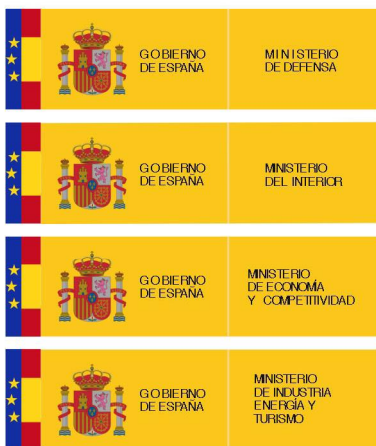 GOBIERNO
DE ESPAÑA
MINISTERIO
DE DEFENSA
GOBIERNO
DE ESPAÑA
MINISTERIO
DEL INTERIOR
GOBIERNO
DE ESPAÑA
MINISTERIO
DE ECONOMÍA
Y COMPETITIVIDAD
GOBIERNO
DE ESPAÑA
MINISTERIO
DE INDUSTRIA
ENERGÍA Y
TURISMO